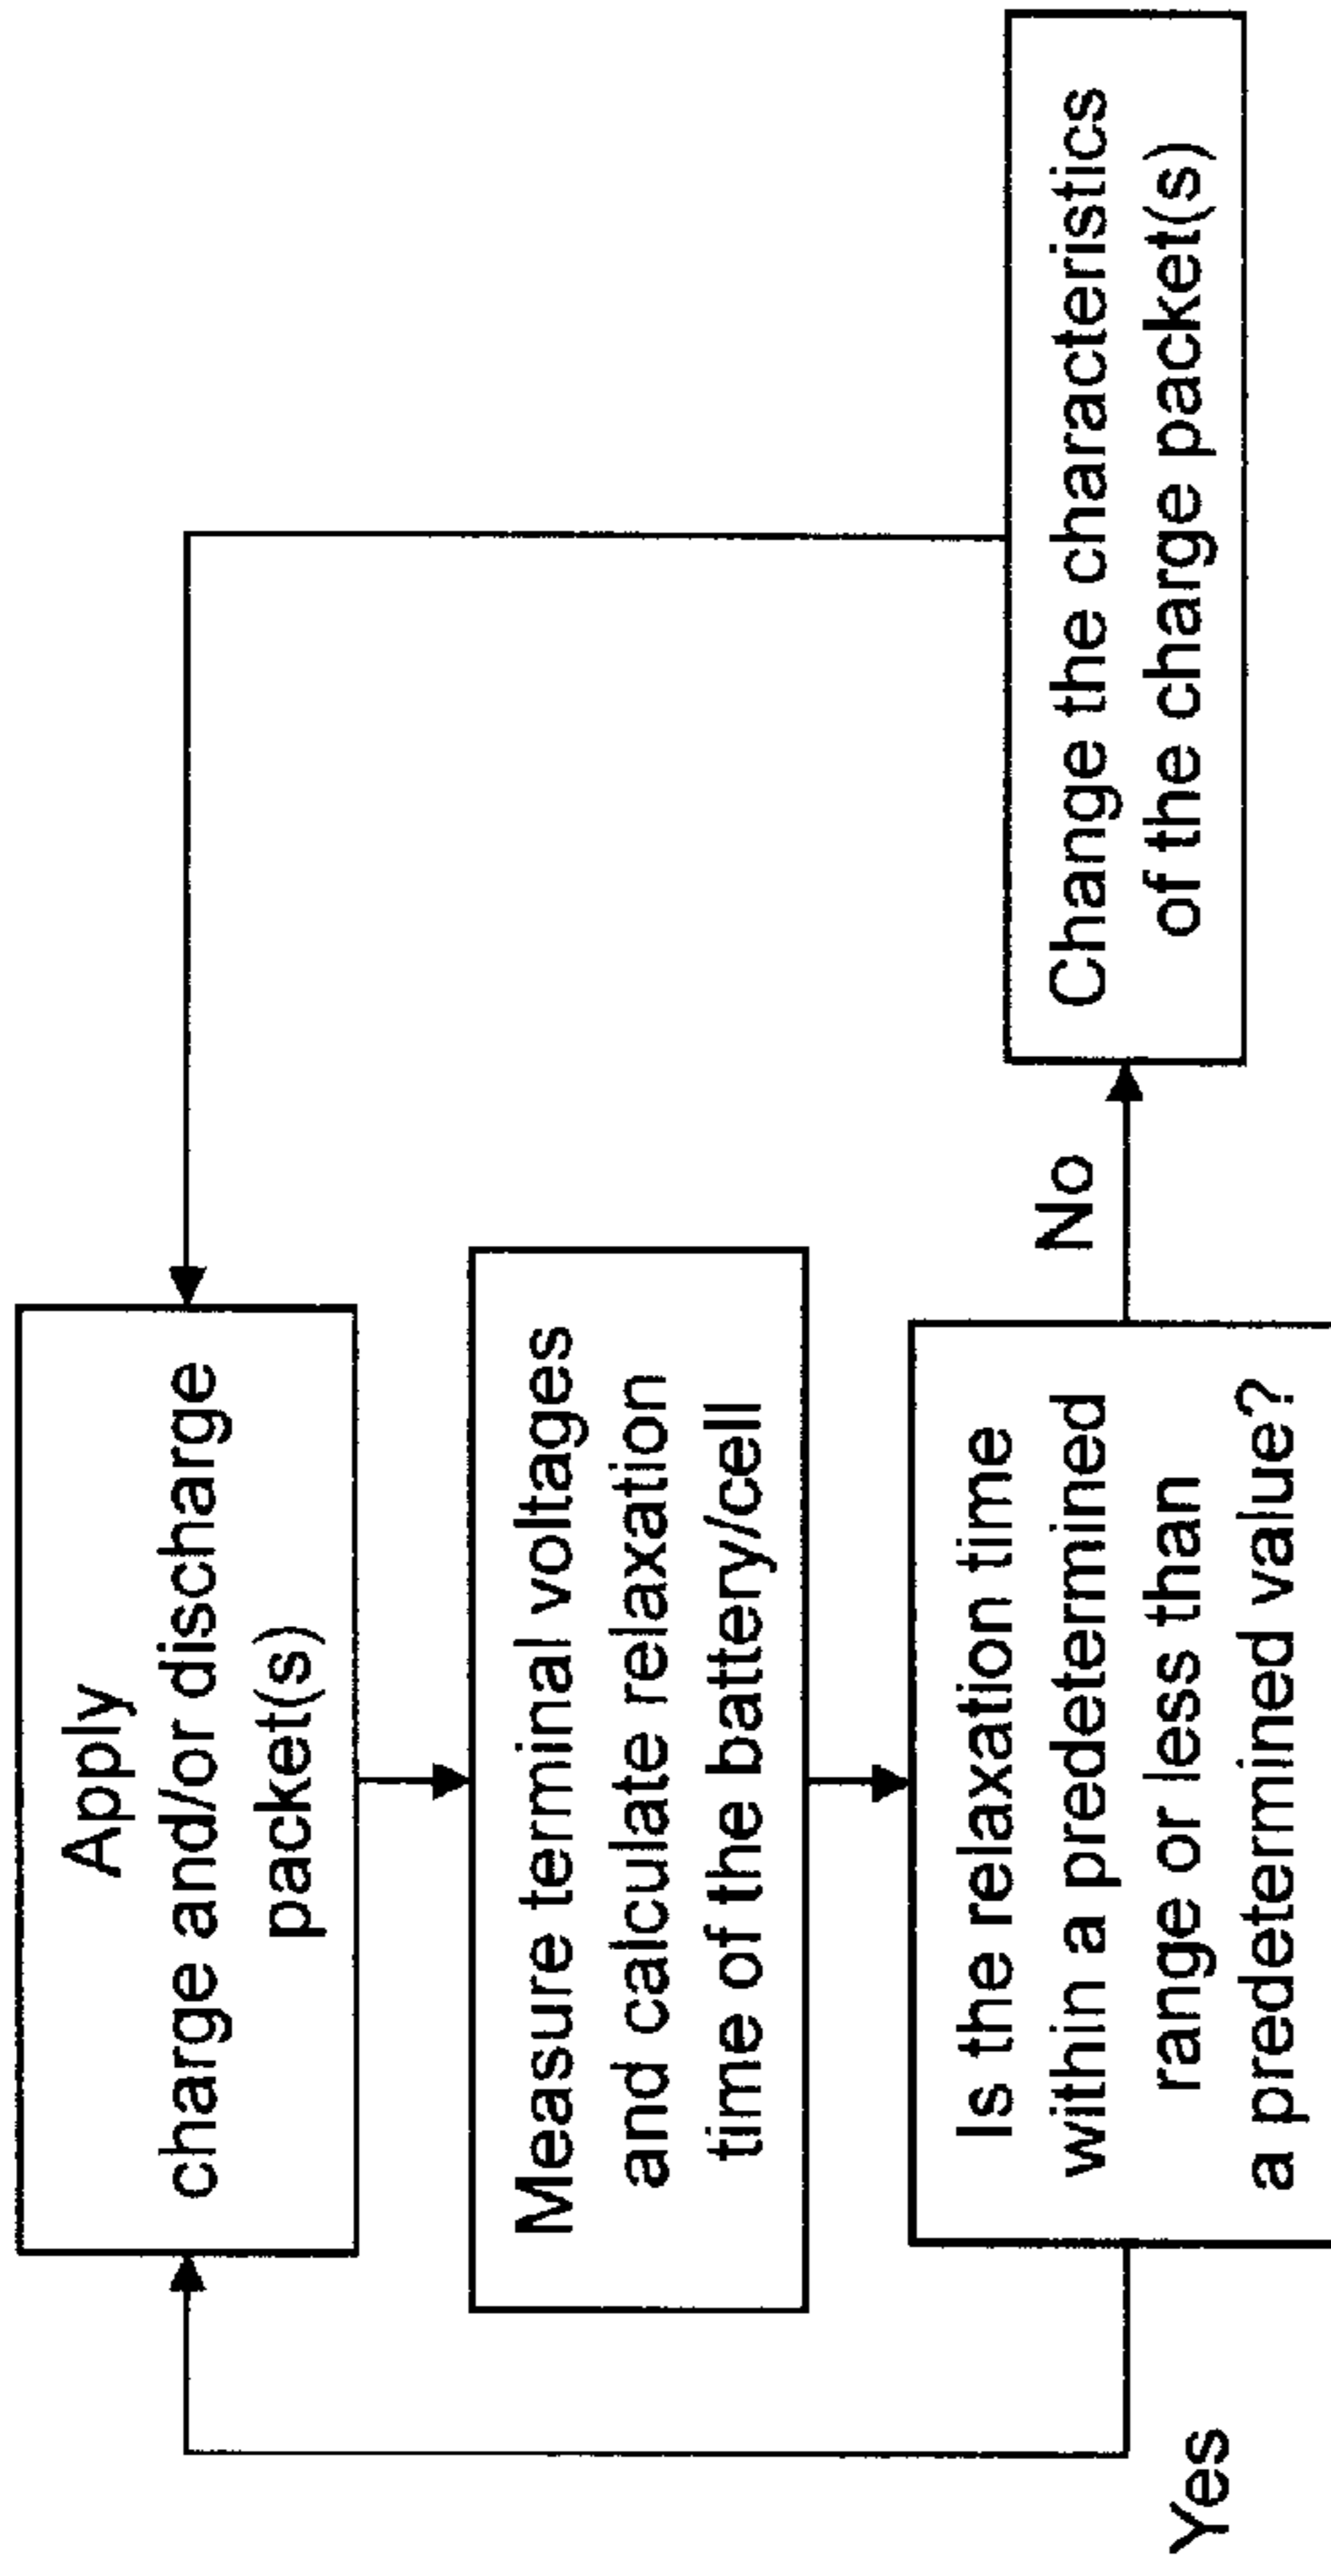 Apply
charge and/or discharge
packet(s)
Measure terminal voltages
and calculate relaxation
time of the battery/cell
Is the relaxation time
within a predetermined
range or less than
a predetermined value?
Yes
No
Change the characteristics
of the charge packet(s)